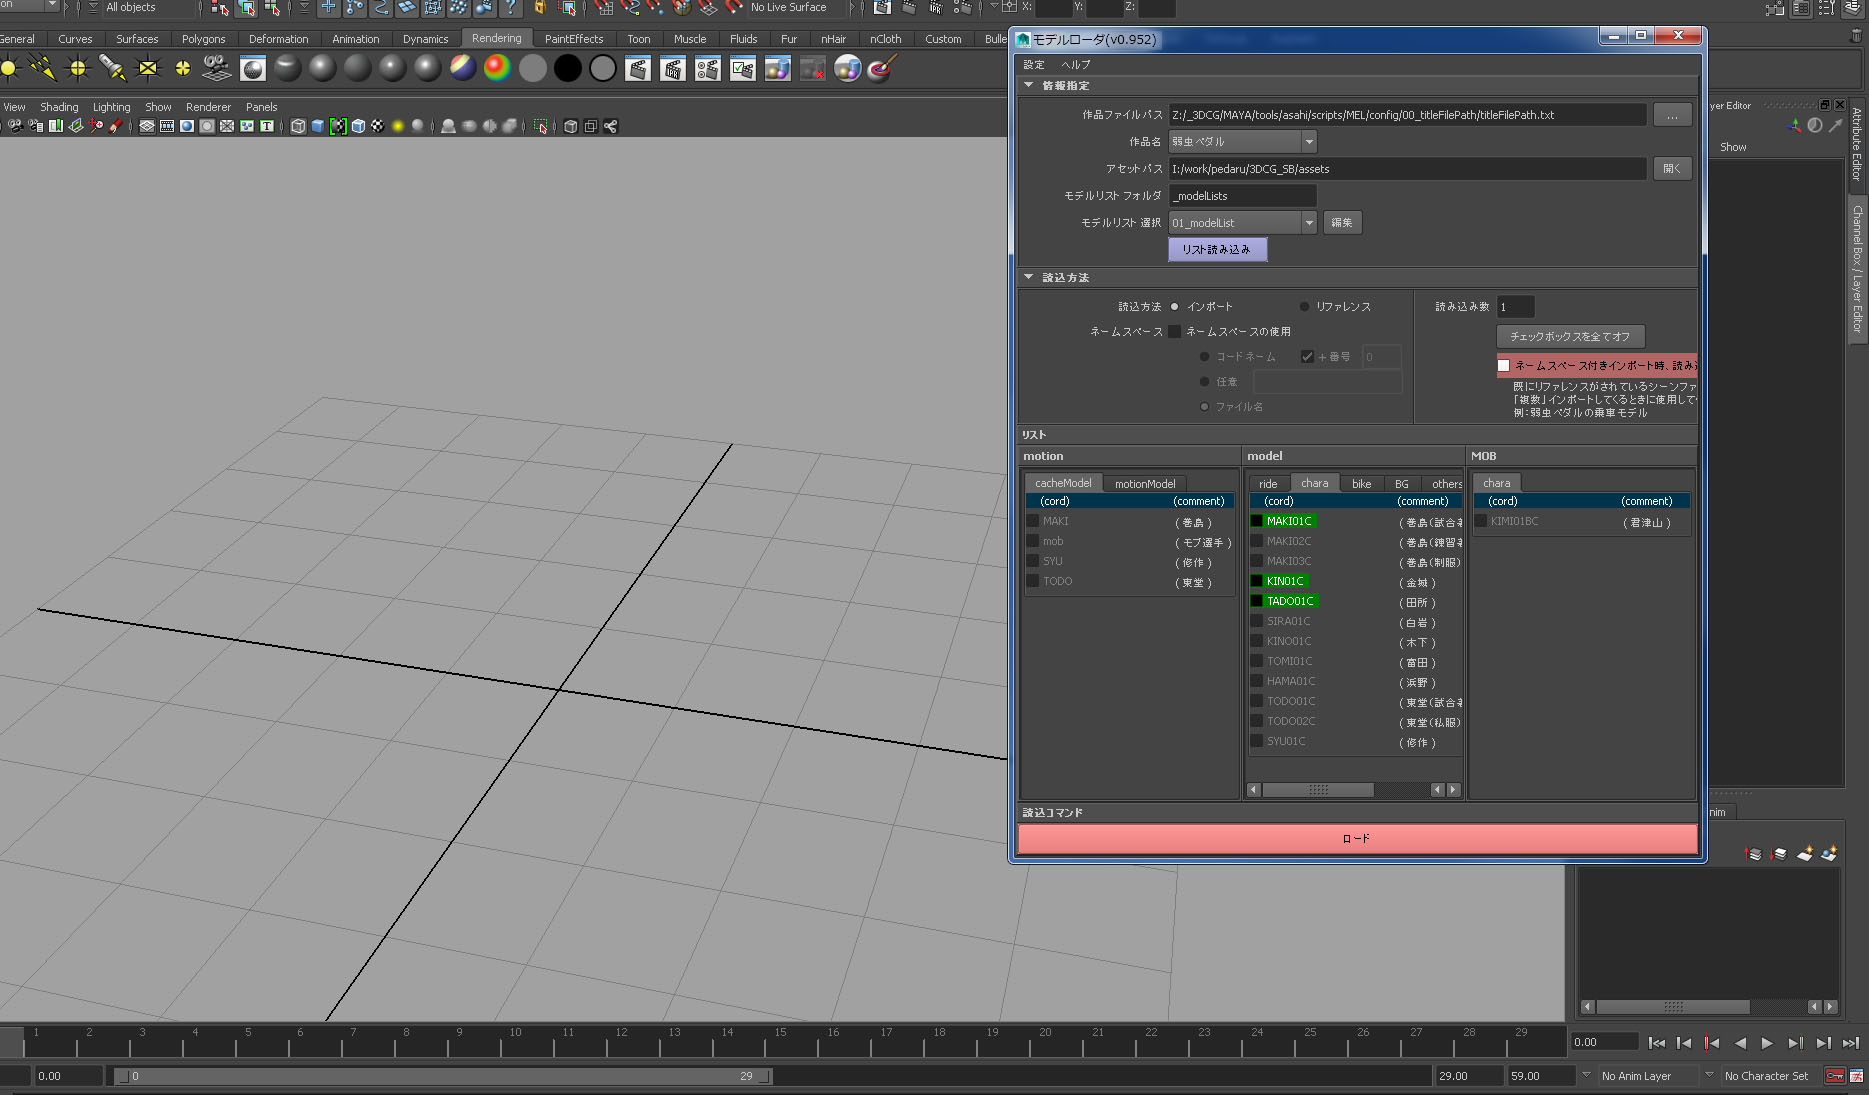 on All objects No Live Surface X: Y: Z:
General Curves Surfaces Polygons Deformation Animation Dynamics Rendering PaintEffects Toon Muscle Fluids Fur nHair nCloth Custom Bulle
View Shading Lighting Show Renderer Panels
モデルローダ(v0.952)
設定 ヘルプ
情報指定
作品ファイルパス Z:/_3DCG/MAYA/tools/asahi/scripts/MEL/config/00_titleFilePath/titleFilePath.txt ...
作品名 弱虫ペダル
アセットパス I:/work/pedaru/3DCG_SB/assets 開く
モデルリスト フォルダ _modelLists
モデルリスト 選択 01_modelList 編集
リスト読み込み
読込方法
読込方法 インポート リファレンス
ネームスペース ネームスペースの使用
コードネーム +番号 0
任意
ファイル名
読み込み数 1
チェックボックスを全てオフ
ネームスペース付きインポート時、読み込
既にリファレンスがされているシーンファ
「複数」インポートしてくるときに使用して
例:弱虫ペダルの乗車モデル
リスト
motion
cacheModel motionModel
(cord) (comment)
MAKI (巻島)
mob (モブ選手)
SYU (修作)
TODO (東堂)
model
ride chara bike BG others
(cord) (comment)
MAKI01C (巻島(試合着
MAKI02C (巻島(練習着
MAKI03C (巻島(制服)
KIN01C (金城)
TADO01C (田所)
SIRA01C (白岩)
KINO01C (木下)
TOMI01C (富田)
HAMA01C (浜野)
TODO01C (東堂(試合着
TODO02C (東堂(私服)
SYU01C (修作)
MOB
chara
(cord) (comment)
KIMI01BC (君津山)
読込コマンド
ロード
yer Editor
Show
Attribute Editor
Channel Box / Layer Editor
nim
1 2 3 4 5 6 7 8 9 10 11 12 13 14 15 16 17 18 19 20 21 22 23 24 25 26 27 28 29 0.00
0.00 0 29 29.00 59.00 No Anim Layer No Character Set